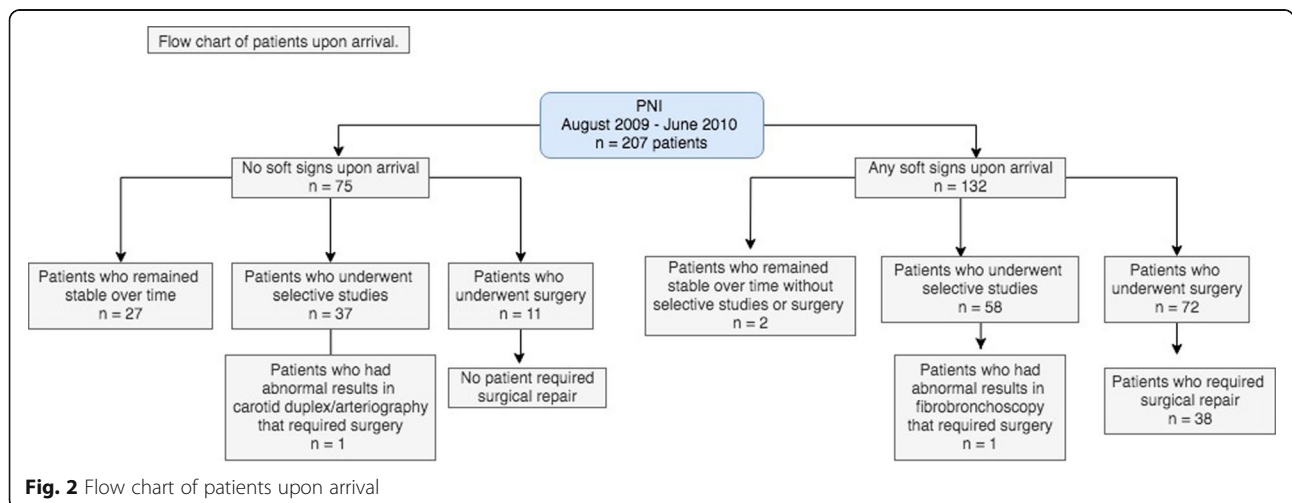 Flow chart of patients upon arrival.
PNI
August 2009 - June 2010
n = 207 patients
No soft signs upon arrival
n = 75
Any soft signs upon arrival
n = 132
Patients who remained
stable over time
n = 27
Patients who underwent
selective studies
n = 37
Patients who
underwent surgery
n = 11
Patients who remained
stable over time without
selective studies or surgery
n = 2
Patients who underwent
selective studies
n = 58
Patients who
underwent surgery
n = 72
Patients who had
abnormal results in
carotid duplex/arteriography
that required surgery
n = 1
No patient required
surgical repair
Patients who had
abnormal results in
fibrobronchoscopy
that required surgery
n = 1
Patients who required
surgical repair
n = 38
Fig. 2 Flow chart of patients upon arrival